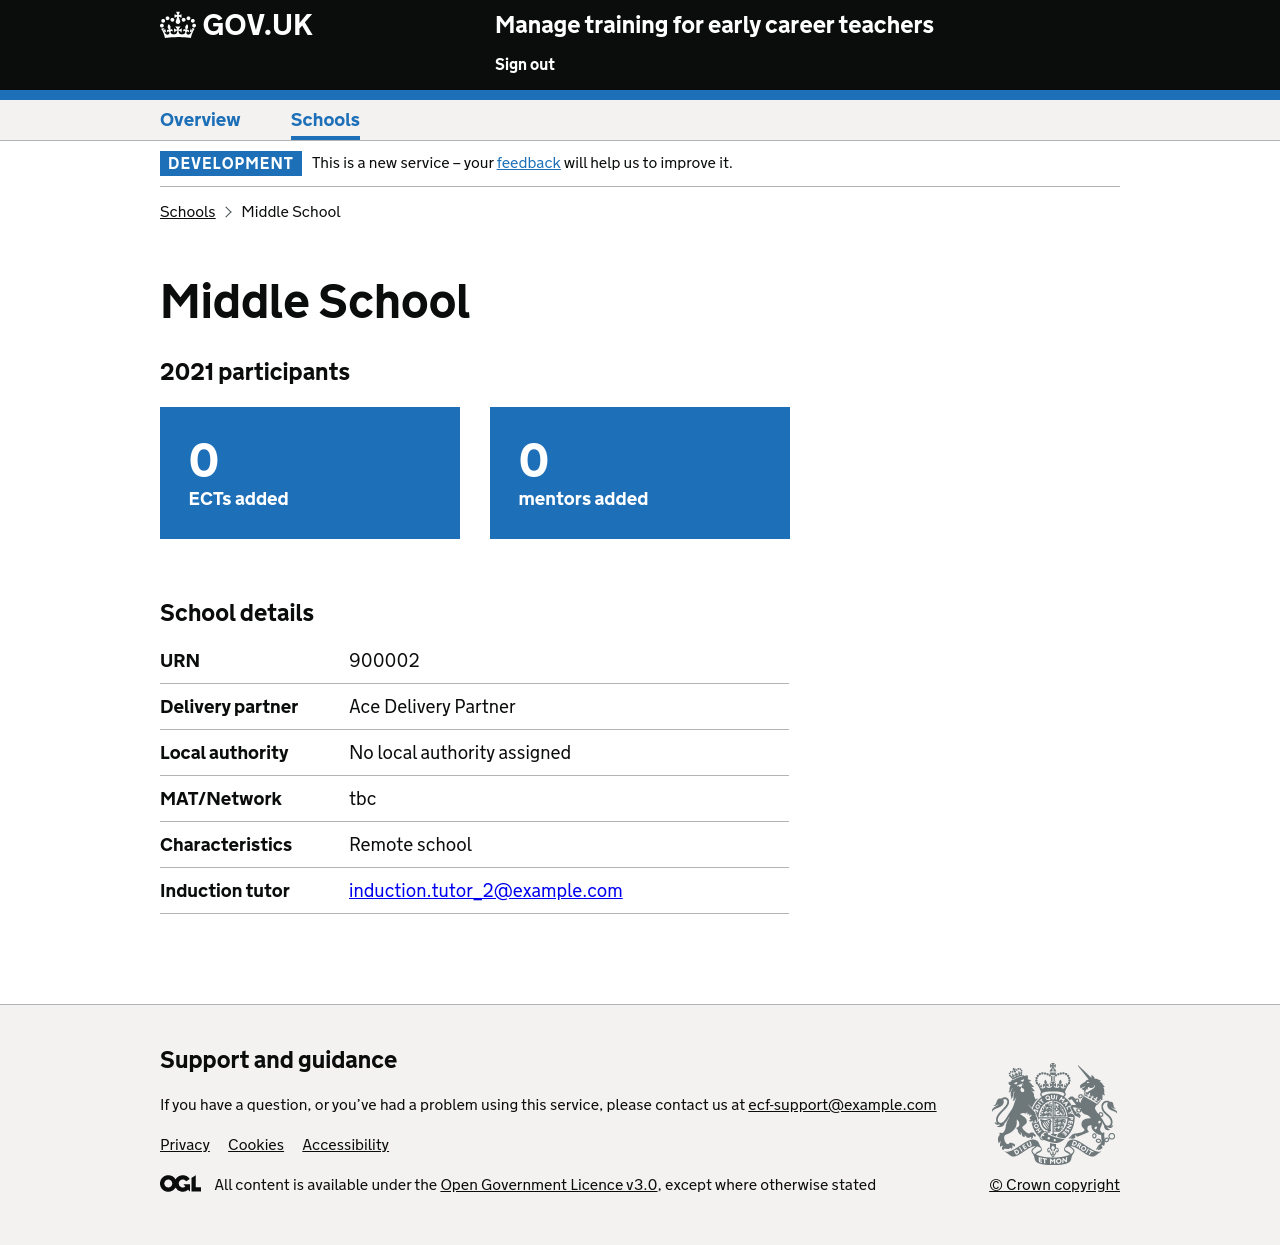 GOV.UK
Manage training for early career teachers
Sign out
Overview
Schools
DEVELOPMENT This is a new service – your feedback will help us to improve it.
Schools Middle School
Middle School
2021 participants
0
ECTs added
0
mentors added
School details
URN 900002
Delivery partner Ace Delivery Partner
Local authority No local authority assigned
MAT/Network tbc
Characteristics Remote school
Induction tutor induction.tutor_2@example.com
Support and guidance
If you have a question, or you’ve had a problem using this service, please contact us at ecf-support@example.com
Privacy Cookies Accessibility
OGL All content is available under the Open Government Licence v3.0, except where otherwise stated
© Crown copyright